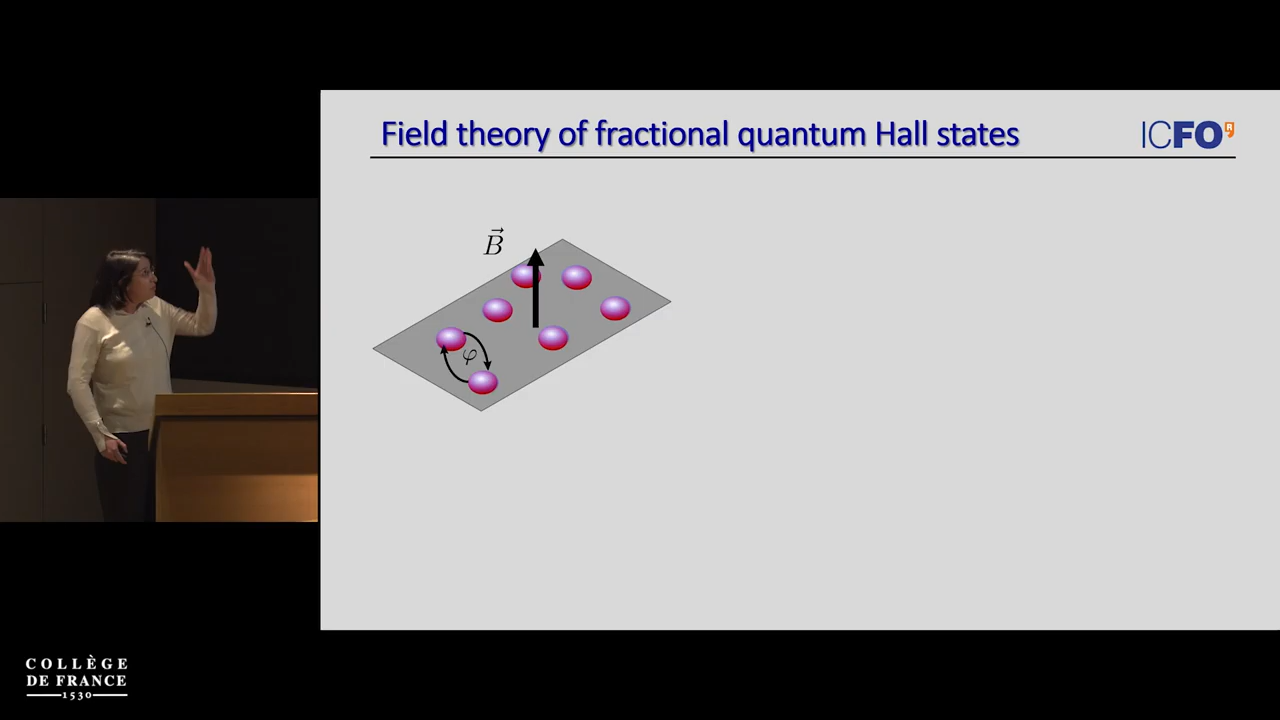 Field theory of fractional quantum Hall states
ICFO
R
B⃗
φ
COLLÈGE
DE FRANCE
1530